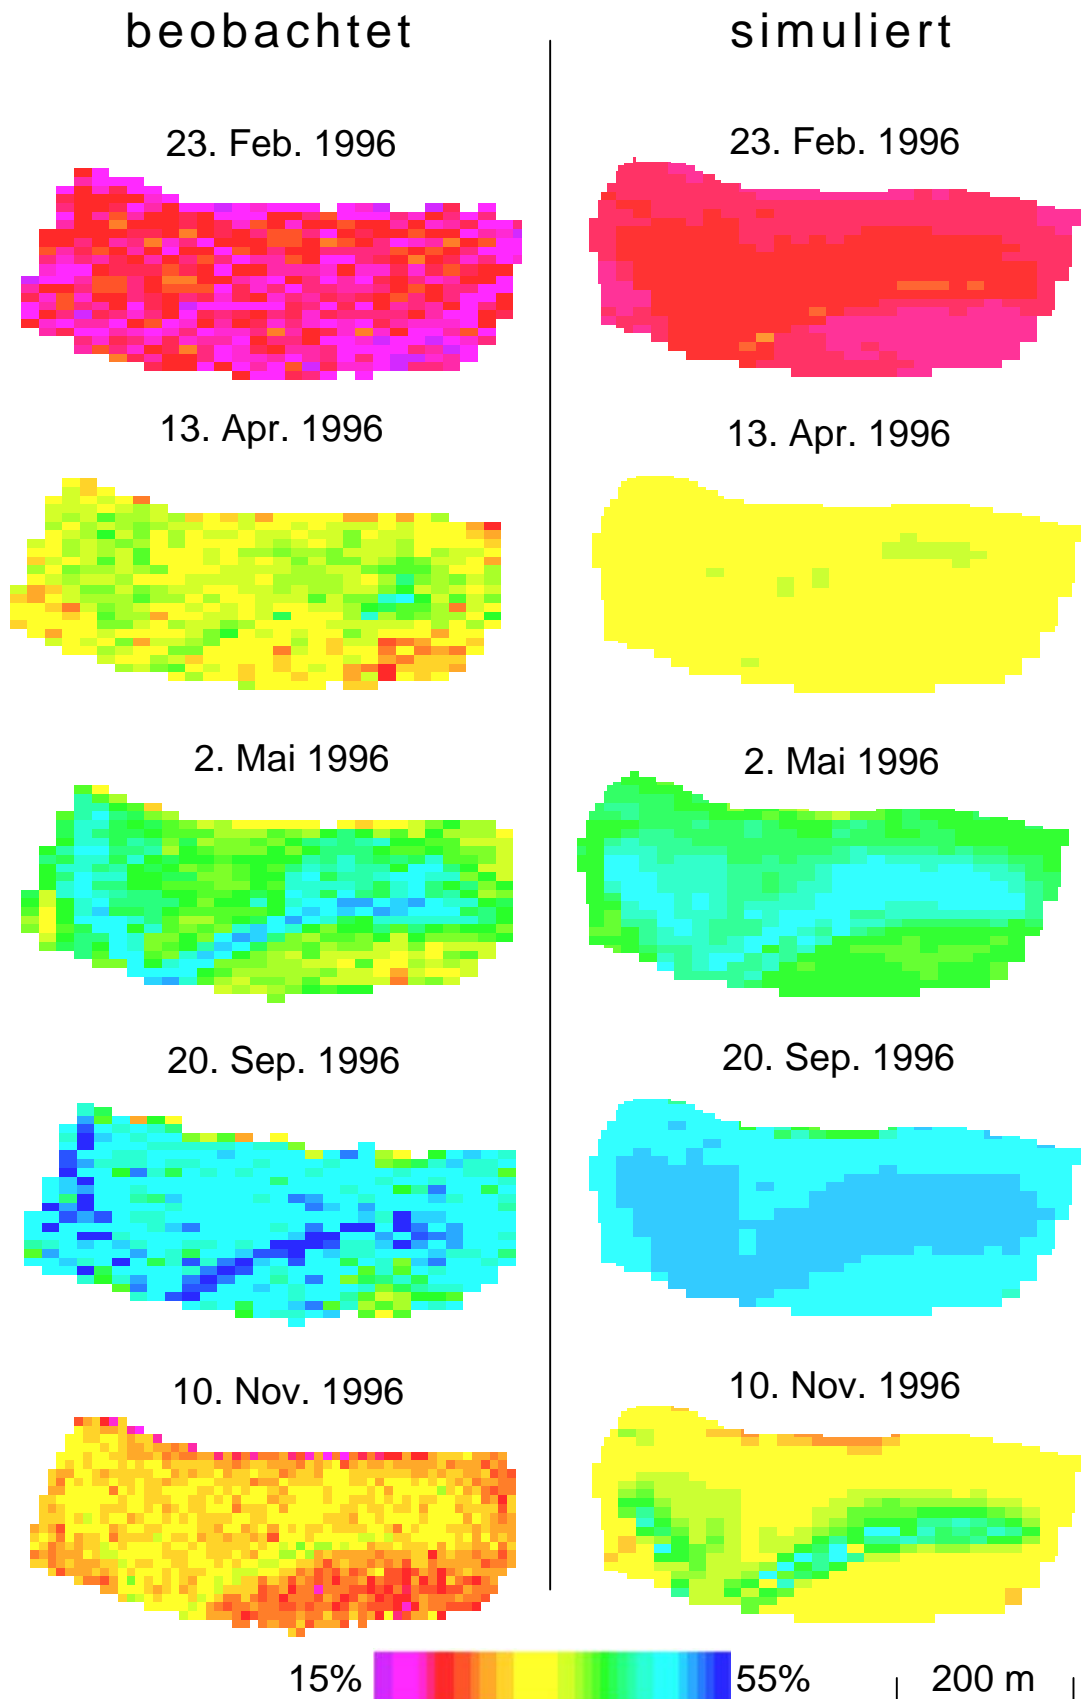 beobachtet simuliert
23. Feb. 1996 23. Feb. 1996
13. Apr. 1996 13. Apr. 1996
2. Mai 1996 2. Mai 1996
20. Sep. 1996 20. Sep. 1996
10. Nov. 1996 10. Nov. 1996
15% 55% 200 m